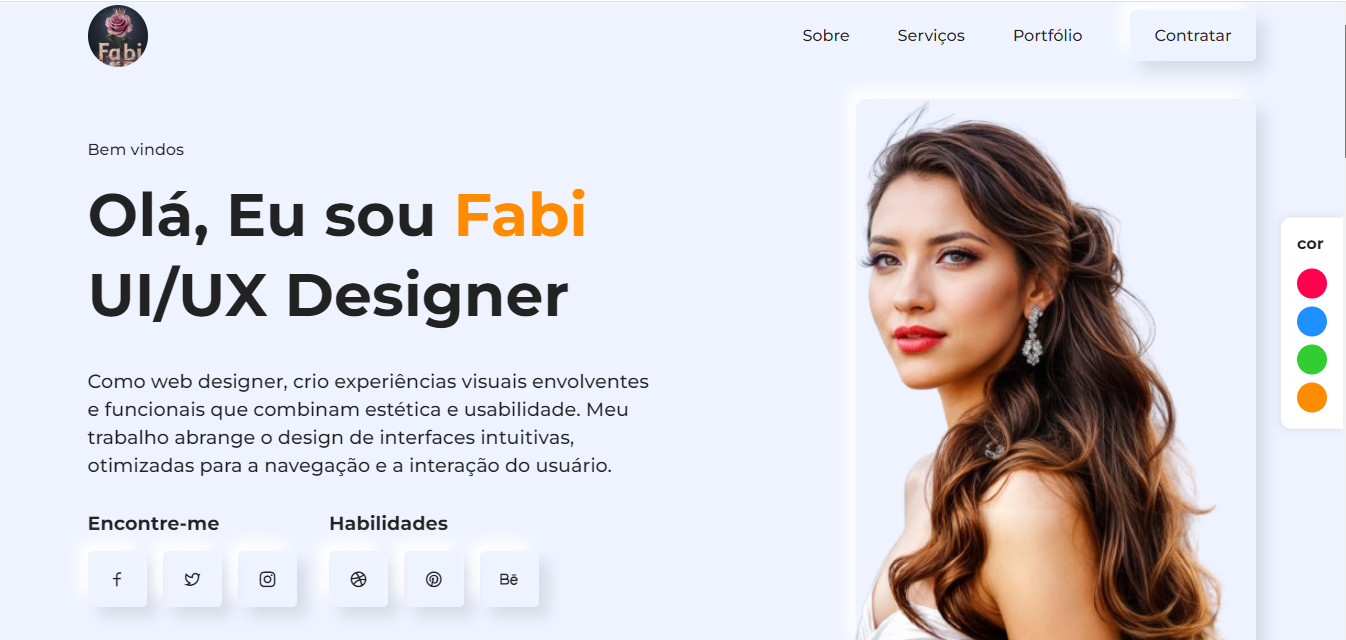 Fabi
Sobre
Serviços
Portfólio
Contratar
Bem vindos
Olá, Eu sou Fabi
UI/UX Designer
Como web designer, crio experiências visuais envolventes
e funcionais que combinam estética e usabilidade. Meu
trabalho abrange o design de interfaces intuitivas,
otimizadas para a navegação e a interação do usuário.
Encontre-me
Habilidades
cor